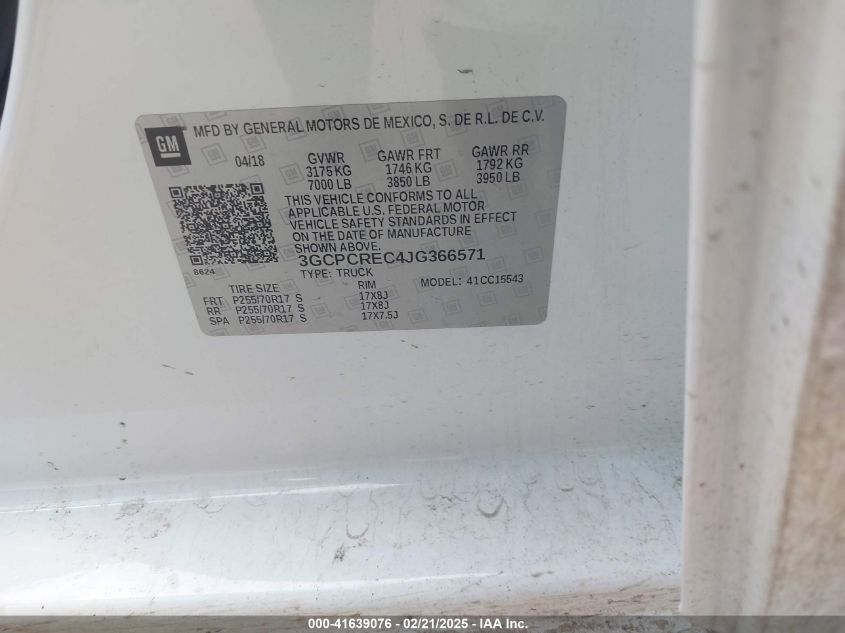 GM
MFD BY GENERAL MOTORS DE MEXICO, S. DE R.L. DE C.V.
04/18 GVWR GAWR FRT GAWR RR
3175 KG 1746 KG 1792 KG
7000 LB 3850 LB 3950 LB
THIS VEHICLE CONFORMS TO ALL
APPLICABLE U.S. FEDERAL MOTOR
VEHICLE SAFETY STANDARDS IN EFFECT
ON THE DATE OF MANUFACTURE
SHOWN ABOVE.
3GCPCREC4JG366571
8624
TYPE: TRUCK
TIRE SIZE RIM MODEL: 41CC15543
FRT P255/70R17 S 17X8J
RR P255/70R17 S 17X8J
SPA P255/70R17 S 17X7.5J
000-41639076 - 02/21/2025 - IAA Inc.